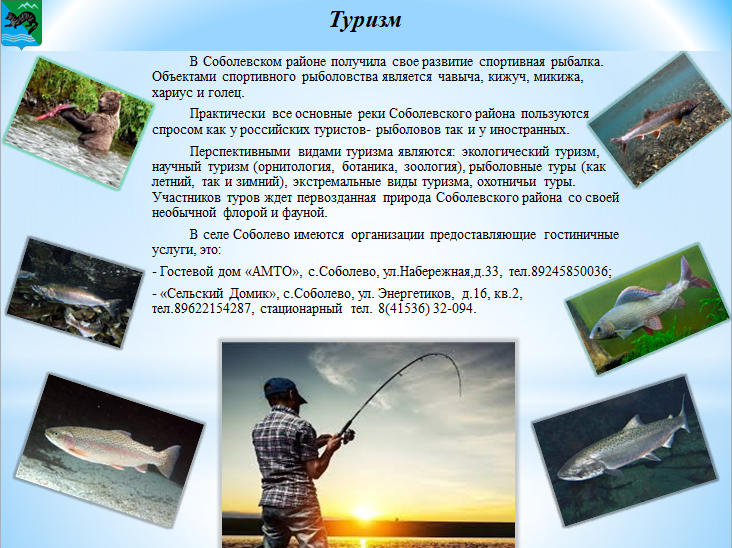 Туризм
В Соболевском районе получила свое развитие спортивная рыбалка.
Объектами спортивного рыболовства является чавыча, кижуч, микижа,
хариус и голец.
Практически все основные реки Соболевского района пользуются
спросом как у российских туристов- рыболовов так и у иностранных.
Перспективными видами туризма являются: экологический туризм,
научный туризм (орнитология, ботаника, зоология), рыболовные туры (как
летний, так и зимний), экстремальные виды туризма, охотничьи туры.
Участников туров ждет первозданная природа Соболевского района со своей
необычной флорой и фауной.
В селе Соболево имеются организации предоставляющие гостиничные
услуги, это:
- Гостевой дом «АМТО», с.Соболево, ул.Набережная,д.33, тел.89245850036;
- «Сельский Домик», с.Соболево, ул. Энергетиков, д.16, кв.2,
тел.89622154287, стационарный тел. 8(41536) 32-094.